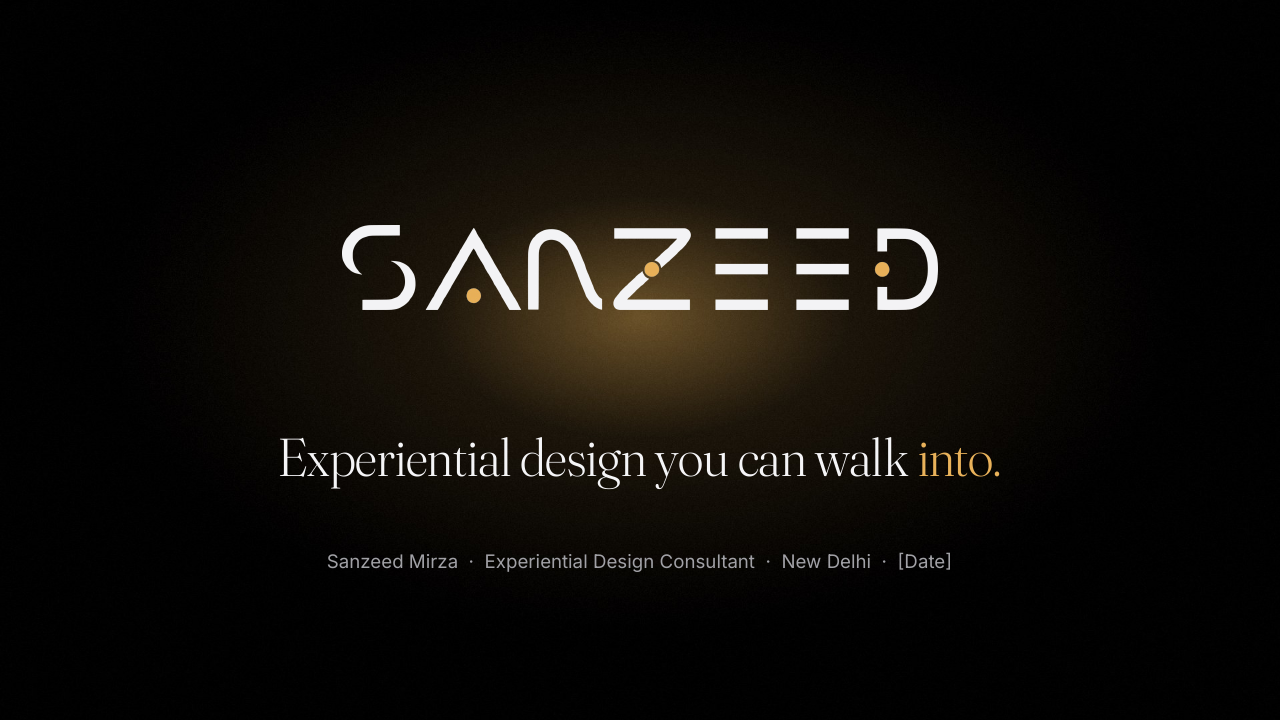 SANZEED
Experiential design you can walk into.
Sanzeed Mirza · Experiential Design Consultant · New Delhi · [Date]